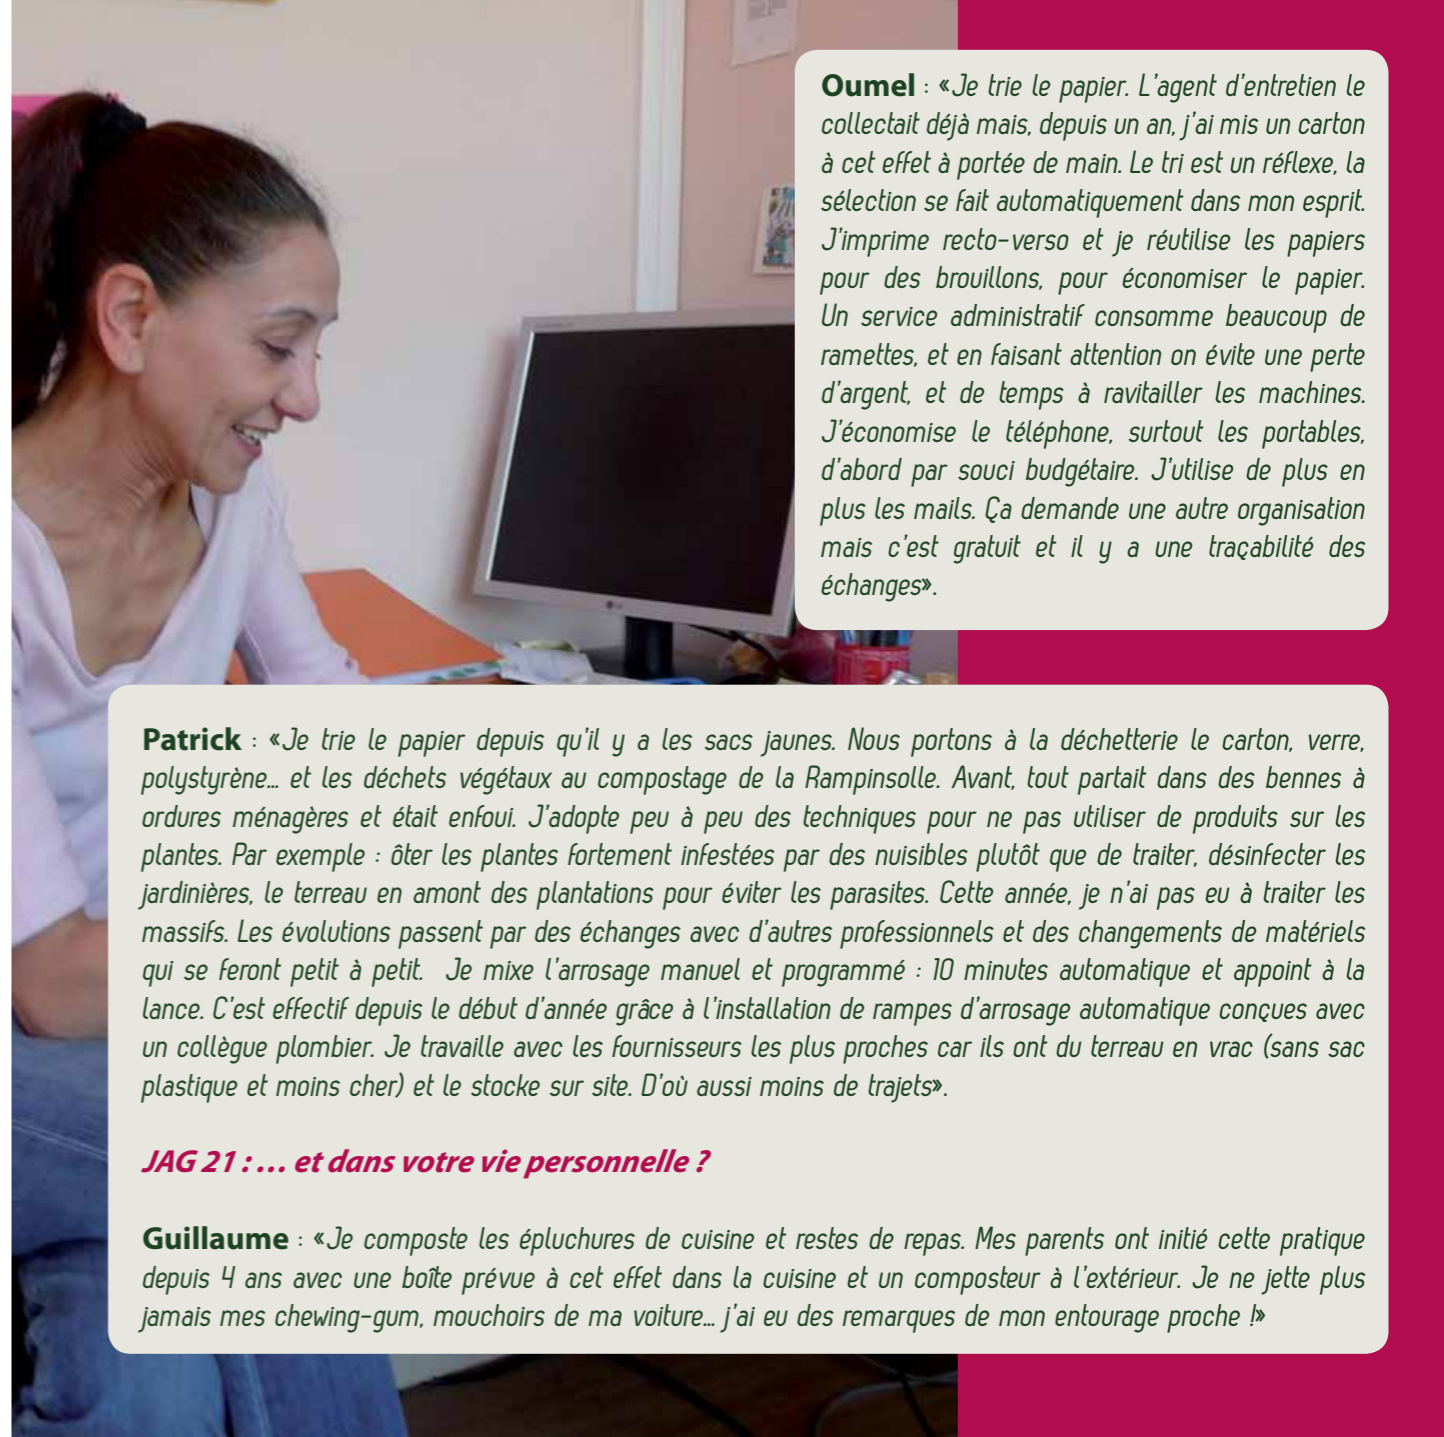 Oumel : «Je trie le papier. L'agent d'entretien le
collectait déjà mais, depuis un an, j'ai mis un carton
à cet effet à portée de main. Le tri est un réflexe, la
sélection se fait automatiquement dans mon esprit.
J'imprime recto-verso et je réutilise les papiers
pour des brouillons, pour économiser le papier.
Un service administratif consomme beaucoup de
ramettes, et en faisant attention on évite une perte
d'argent, et de temps à ravitailler les machines.
J'économise le téléphone, surtout les portables,
d'abord par souci budgétaire. J'utilise de plus en
plus les mails. Ça demande une autre organisation
mais c'est gratuit et il y a une traçabilité des
échanges».
LG
Patrick : «Je trie le papier depuis qu'il y a les sacs jaunes. Nous portons à la déchetterie le carton, verre,
polystyrène... et les déchets végétaux au compostage de la Rampinsolle. Avant, tout partait dans des bennes à
ordures ménagères et était enfoui. J'adopte peu à peu des techniques pour ne pas utiliser de produits sur les
plantes. Par exemple : ôter les plantes fortement infestées par des nuisibles plutôt que de traiter, désinfecter les
jardinières, le terreau en amont des plantations pour éviter les parasites. Cette année, je n'ai pas eu à traiter les
massifs. Les évolutions passent par des échanges avec d'autres professionnels et des changements de matériels
qui se feront petit à petit. Je mixe l'arrosage manuel et programmé : 10 minutes automatique et appoint à la
lance. C'est effectif depuis le début d'année grâce à l'installation de rampes d'arrosage automatique conçues avec
un collègue plombier. Je travaille avec les fournisseurs les plus proches car ils ont du terreau en vrac (sans sac
plastique et moins cher) et le stocke sur site. D'où aussi moins de trajets».
JAG 21 : ... et dans votre vie personnelle ?
Guillaume : «Je composte les épluchures de cuisine et restes de repas. Mes parents ont initié cette pratique
depuis 4 ans avec une boîte prévue à cet effet dans la cuisine et un composteur à l'extérieur. Je ne jette plus
jamais mes chewing-gum, mouchoirs de ma voiture... j'ai eu des remarques de mon entourage proche !»